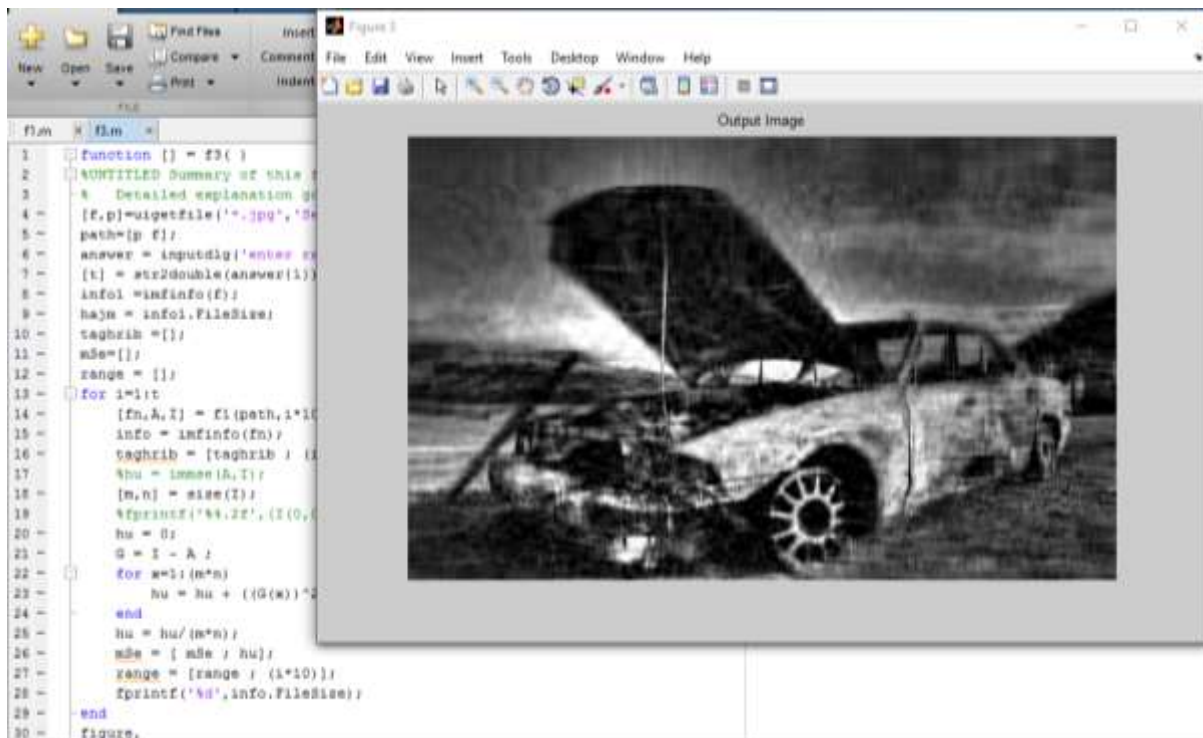 Find Files
Insert
New
Open
Save
Compare
Comment
Print
Indent
FILE
f1.m
f3.m
1 function [] = f3( )
2 %UNTITLED Summary of this
3 % Detailed explanation
4 [f,p]=uigetfile('*.jpg','Se
5 path=[p f];
6 answer = inputdlg('enter
7 [t] = str2double(answer{1})
8 info1 =imfinfo(f);
9 hajm = info1.FileSize;
10 taghrib =[];
11 mSe=[];
12 range = [];
13 for i=1:t
14 [fn,A,I] = f1(path,i*10
15 info = imfinfo(fn);
16 taghrib = [taghrib ; (i
17 %hu = immse(A,I);
18 [m,n] = size(I);
19 %fprintf('%4.2f',(I(0,0
20 hu = 0;
21 G = I - A ;
22 for x=1:(m*n)
23 hu = hu + ((G(x))^2
24 end
25 hu = hu/(m*n);
26 mSe = [ mSe ; hu];
27 range = [range ; (i*10)];
28 fprintf('%d',info.FileSize);
29 end
30 figure,
Figure 3
File Edit View Insert Tools Desktop Window Help
Output Image